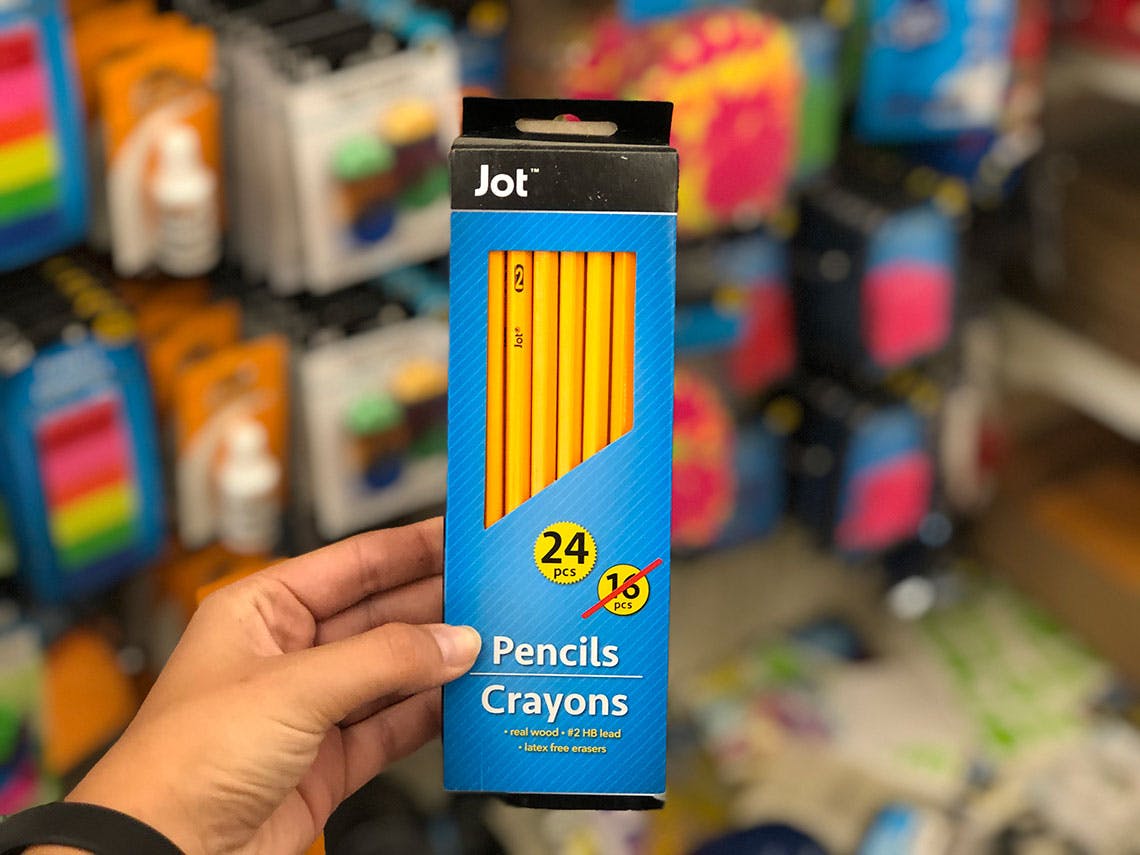 Jot™
2
Jot®
24
pcs
16
pcs
Pencils
Crayons
• real wood • #2 HB lead
• latex free erasers